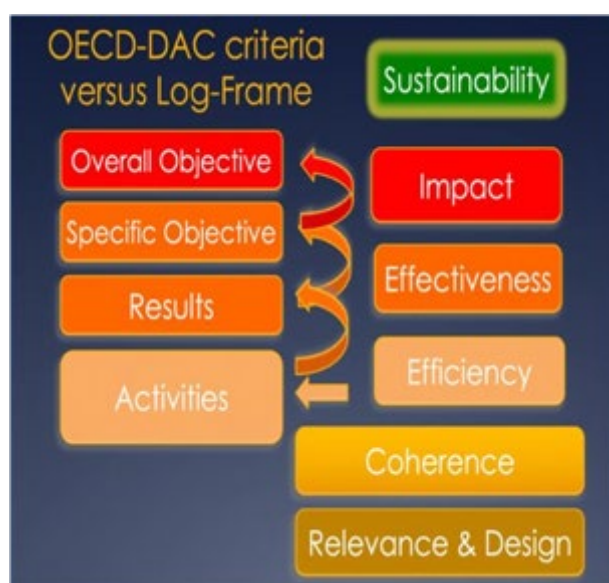 OECD-DAC criteria
versus Log-Frame
Sustainability
Overall Objective
Impact
Specific Objective
Effectiveness
Results
Efficiency
Activities
Coherence
Relevance & Design